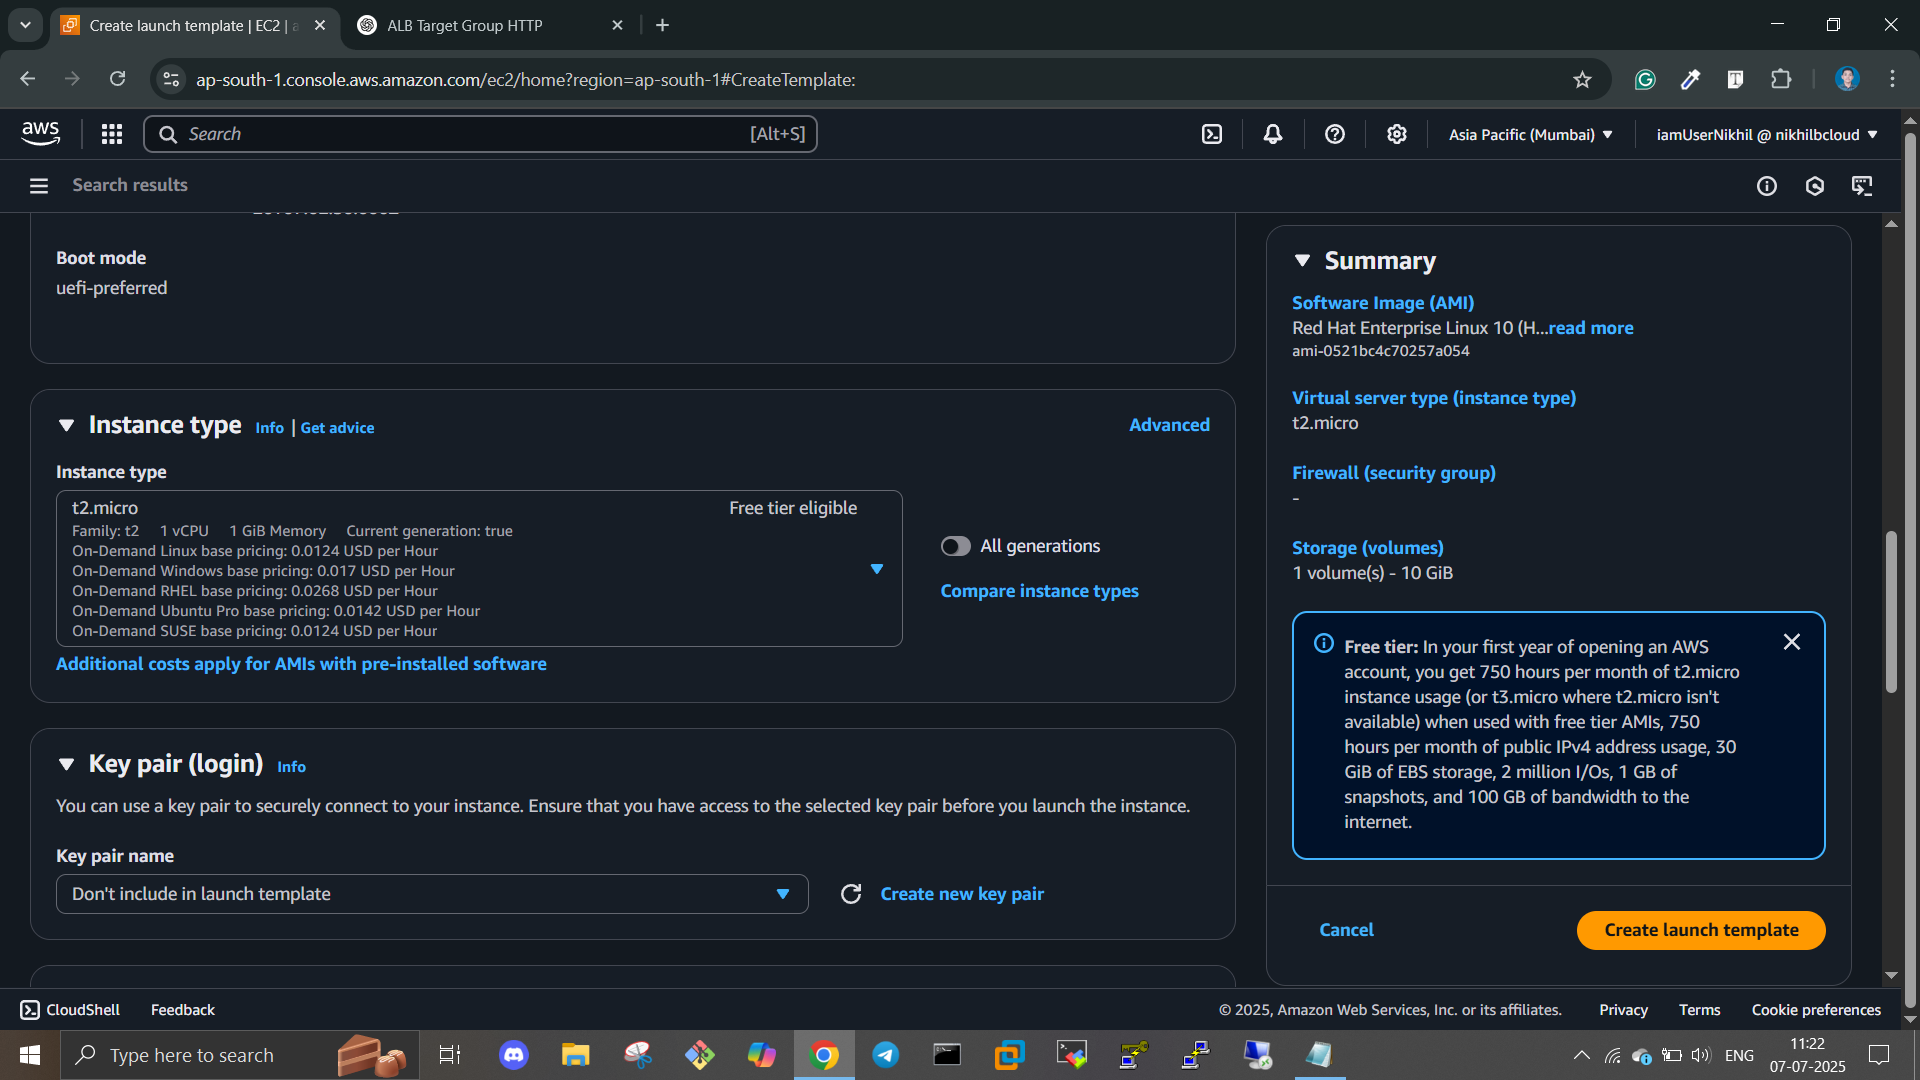 Create launch template | EC2 | a
ALB Target Group HTTP
ap-south-1.console.aws.amazon.com/ec2/home?region=ap-south-1#CreateTemplate:
aws
Search
[Alt+S]
Asia Pacific (Mumbai)
iamUserNikhil @ nikhilbcloud
Search results
Boot mode
uefi-preferred
Instance type
Info | Get advice
Advanced
Instance type
t2.micro
Free tier eligible
Family: t2 1 vCPU 1 GiB Memory Current generation: true
On-Demand Linux base pricing: 0.0124 USD per Hour
On-Demand Windows base pricing: 0.017 USD per Hour
On-Demand RHEL base pricing: 0.0268 USD per Hour
On-Demand Ubuntu Pro base pricing: 0.0142 USD per Hour
On-Demand SUSE base pricing: 0.0124 USD per Hour
All generations
Compare instance types
Additional costs apply for AMIs with pre-installed software
Key pair (login)
Info
You can use a key pair to securely connect to your instance. Ensure that you have access to the selected key pair before you launch the instance.
Key pair name
Don't include in launch template
Create new key pair
Summary
Software Image (AMI)
Red Hat Enterprise Linux 10 (H...read more
ami-0521bc4c70257a054
Virtual server type (instance type)
t2.micro
Firewall (security group)
-
Storage (volumes)
1 volume(s) - 10 GiB
Free tier: In your first year of opening an AWS
account, you get 750 hours per month of t2.micro
instance usage (or t3.micro where t2.micro isn't
available) when used with free tier AMIs, 750
hours per month of public IPv4 address usage, 30
GiB of EBS storage, 2 million I/Os, 1 GB of
snapshots, and 100 GB of bandwidth to the
internet.
Cancel
Create launch template
CloudShell
Feedback
© 2025, Amazon Web Services, Inc. or its affiliates.
Privacy
Terms
Cookie preferences
Type here to search
ENG
11:22
07-07-2025